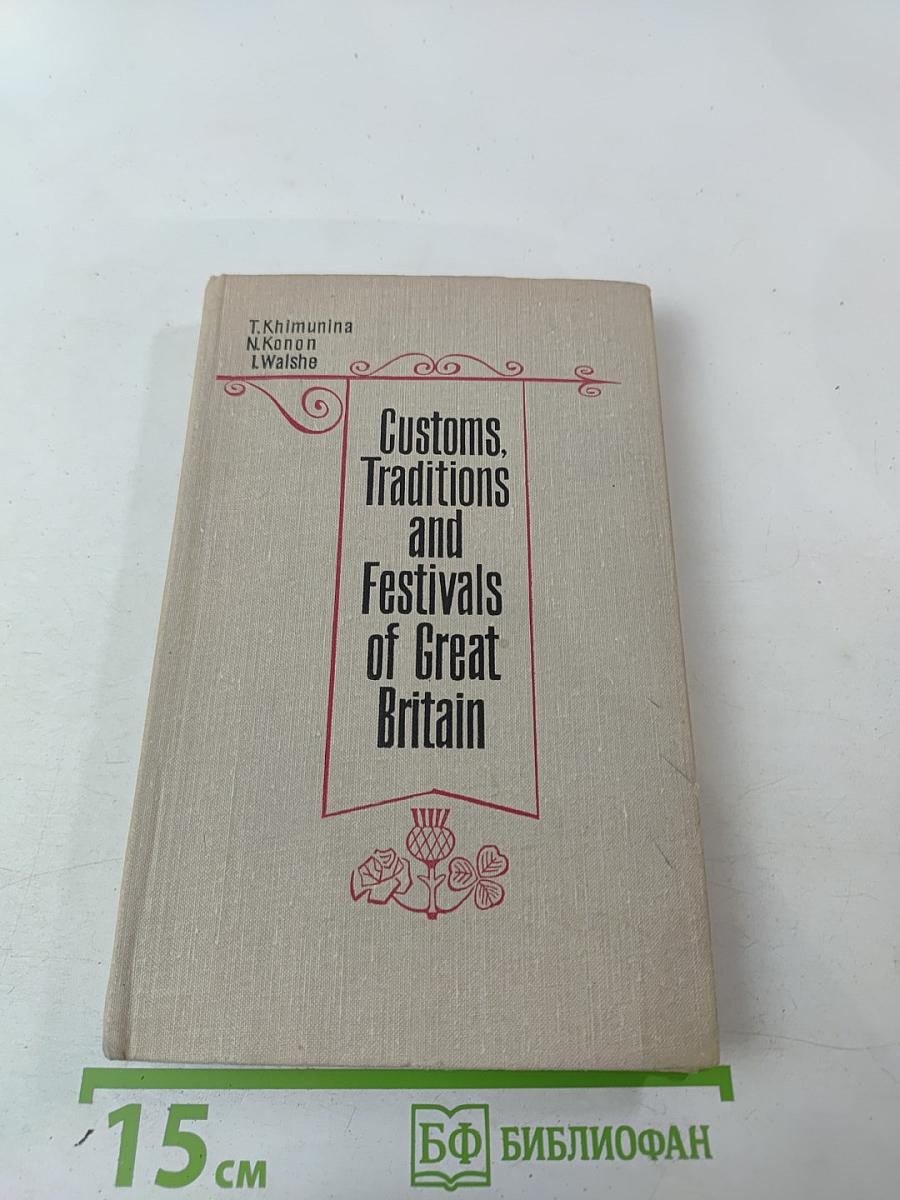 T.Khimunina
N.Konon
I.Walshe
Customs,
Traditions
and
Festivals
of Great
Britain
15 см
БФ БИБЛИОФАН